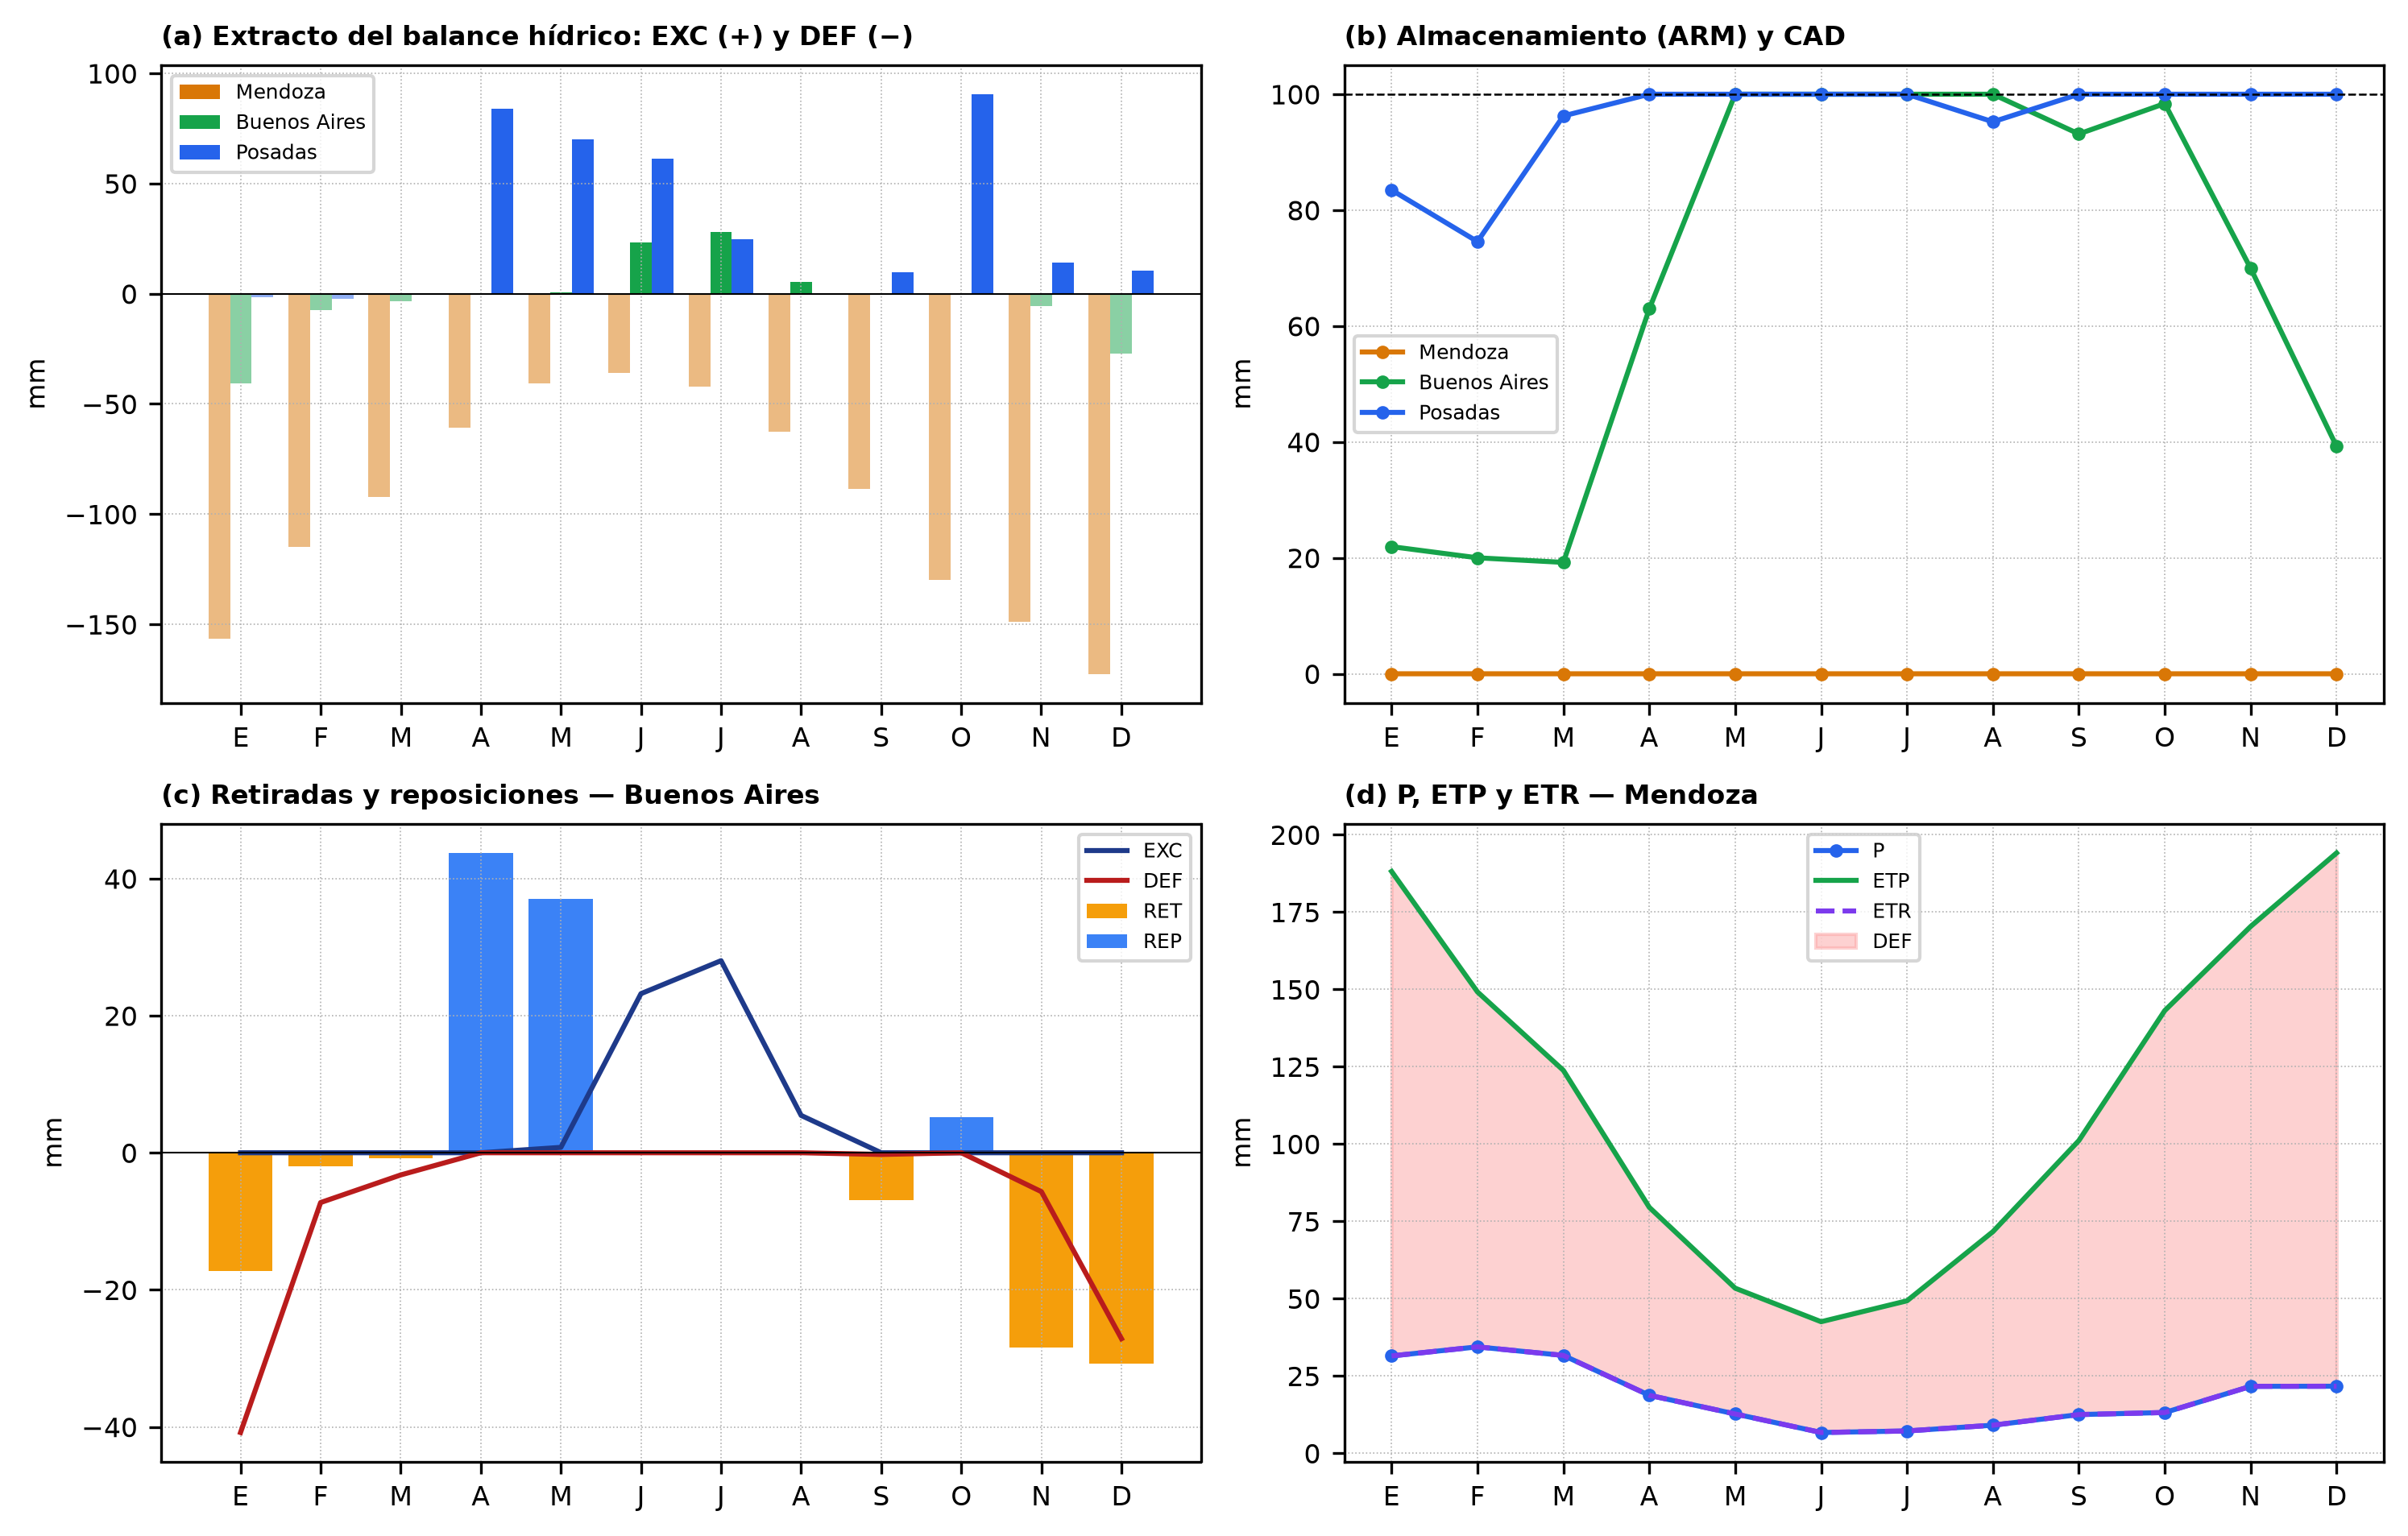 (a) Extracto del balance hídrico: EXC (+) y DEF (−)
100
50
0
−50
−100
−150
mm
Mendoza
Buenos Aires
Posadas
E F M A M J J A S O N D
(b) Almacenamiento (ARM) y CAD
100
80
60
40
20
0
mm
Mendoza
Buenos Aires
Posadas
E F M A M J J A S O N D
(c) Retiradas y reposiciones — Buenos Aires
40
20
0
−20
−40
mm
EXC
DEF
RET
REP
E F M A M J J A S O N D
(d) P, ETP y ETR — Mendoza
200
175
150
125
100
75
50
25
0
mm
P
ETP
ETR
DEF
E F M A M J J A S O N D